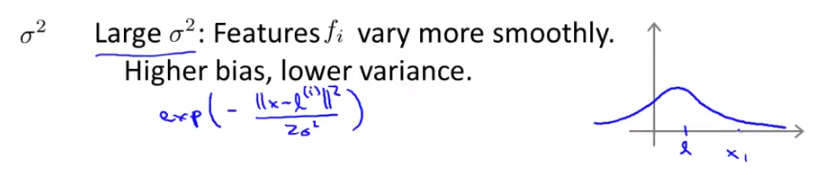 σ² Large σ²: Features fᵢ vary more smoothly.
Higher bias, lower variance.
exp(- ||x-l⁽ⁱ⁾||² / 2σ²)
l x₁